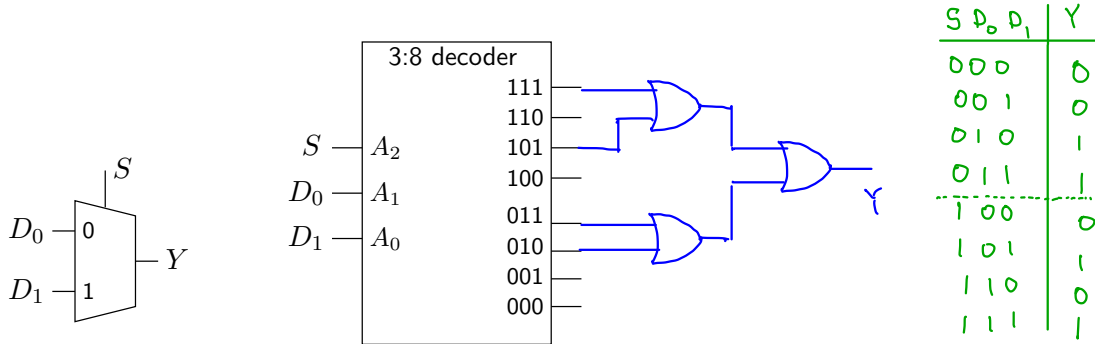 S
D₀ 0
D₁ 1
Y
3:8 decoder
S A₂
D₀ A₁
D₁ A₀
111
110
101
100
011
010
001
000
Y
S D₀ D₁ Y
0 0 0 0
0 0 1 0
0 1 0 1
0 1 1 1
1 0 0 0
1 0 1 1
1 1 0 0
1 1 1 1